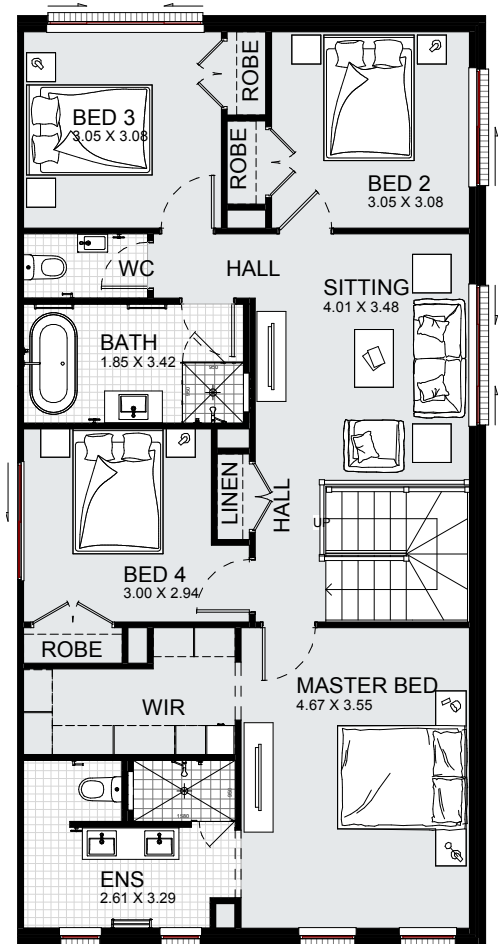 ROBE
BED 3
3.05 X 3.08
ROBE
BED 2
3.05 X 3.08
WC
HALL
SITTING
4.01 X 3.48
BATH
1.85 X 3.42
LINEN
HALL
UP
BED 4
3.00 X 2.94
ROBE
WIR
MASTER BED
4.67 X 3.55
ENS
2.61 X 3.29